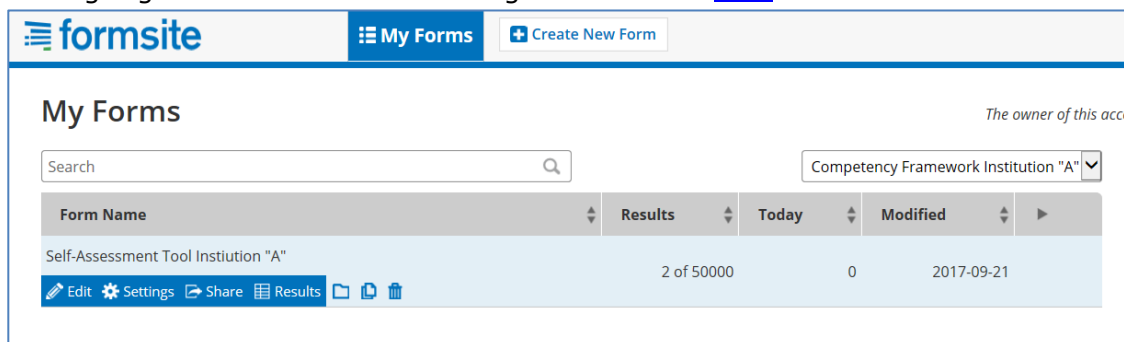 formsite
My Forms
Create New Form
My Forms
The owner of this acc
Search
Competency Framework Institution "A"
Form Name
Results
Today
Modified
Self-Assessment Tool Instiution "A"
2 of 50000
0
2017-09-21
Edit
Settings
Share
Results